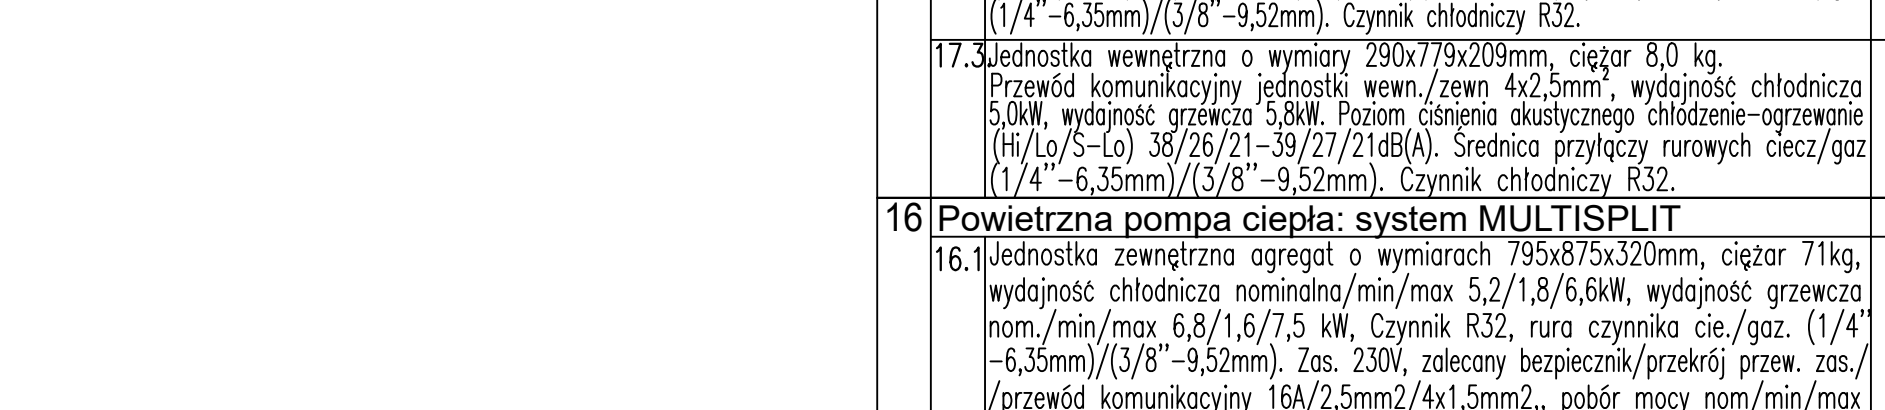 (1/4’’-6,35mm)/(3/8’’-9,52mm). Czynnik chłodniczy R32.
17.3. Jednostka wewnętrzna o wymiary 290x779x209mm, ciężar 8,0 kg.
Przewód komunikacyjny jednostki wewn./zewn 4x2,5mm², wydajność chłodnicza
5,0kW, wydajność grzewcza 5,8kW. Poziom ciśnienia akustycznego chłodzenie-ogrzewanie
(Hi/Lo/S-Lo) 38/26/21-39/27/21dB(A). Średnica przyłączy rurowych ciecz/gaz
(1/4’’-6,35mm)/(3/8’’-9,52mm). Czynnik chłodniczy R32.
16 Powietrzna pompa ciepła: system MULTISPLIT
16.1 Jednostka zewnętrzna agregat o wymiarach 795x875x320mm, ciężar 71kg,
wydajność chłodnicza nominalna/min/max 5,2/1,8/6,6kW, wydajność grzewcza
nom./min/max 6,8/1,6/7,5 kW, Czynnik R32, rura czynnika cie./gaz. (1/4’’
-6,35mm)/(3/8’’-9,52mm). Zas. 230V, zalecany bezpiecznik/przekrój przew. zas./
/przewód komunikacyjny 16A/2,5mm2/4x1,5mm2,, pobór mocy nom/min/max